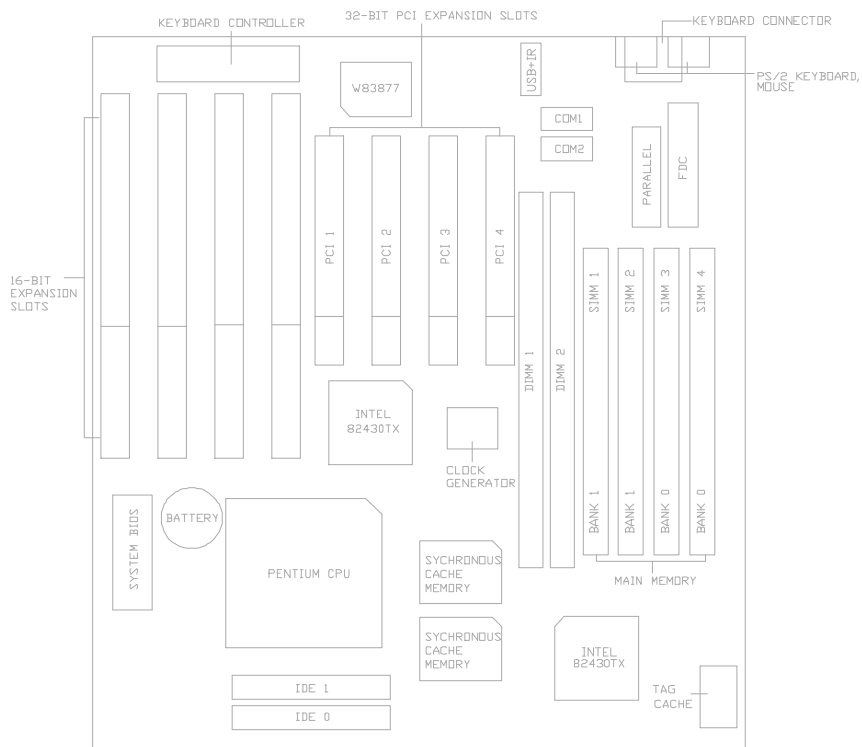 32-BIT PCI EXPANSION SLOTS
KEYBOARD CONTROLLER
KEYBOARD CONNECTOR
USB+IR
PS/2 KEYBOARD,
MOUSE
W83877
COM1
COM2
PARALLEL
FDC
PCI 1
PCI 2
PCI 3
PCI 4
16-BIT
EXPANSION
SLOTS
SIMM 1
SIMM 2
SIMM 3
SIMM 4
DIMM 1
DIMM 2
INTEL
82430TX
CLOCK
GENERATOR
BANK 1
BANK 1
BANK 0
BANK 0
SYSTEM BIOS
BATTERY
PENTIUM CPU
SYCHRONOUS
CACHE
MEMORY
MAIN MEMORY
SYCHRONOUS
CACHE
MEMORY
INTEL
82430TX
TAG
CACHE
IDE 1
IDE 0